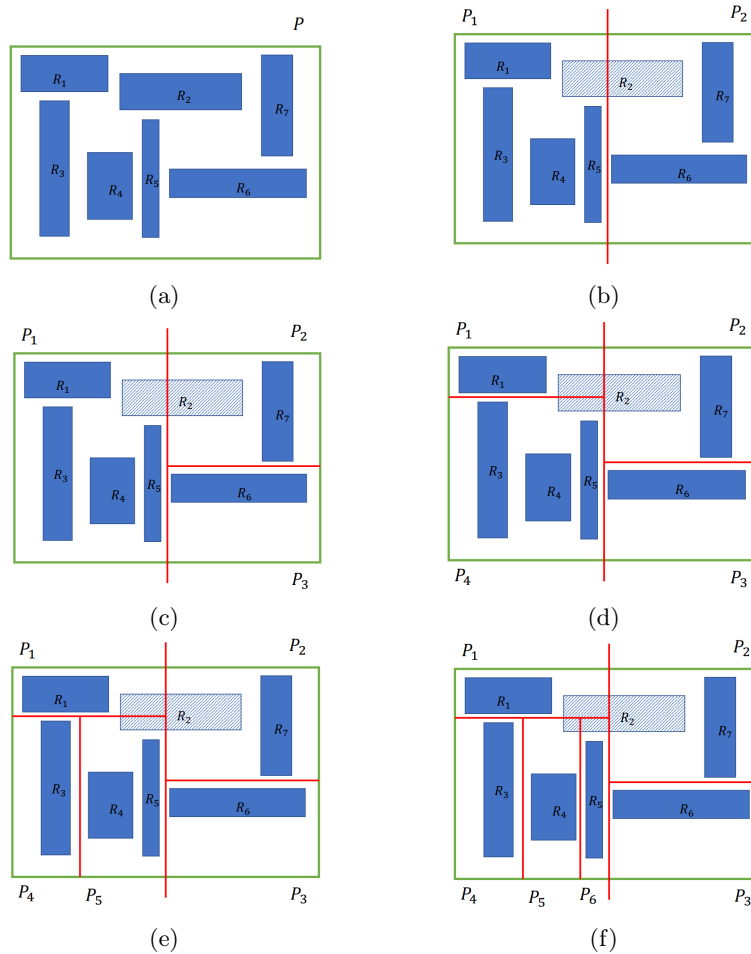 P
R₁
R₂
R₇
R₃
R₄
R₅
R₆
(a)
P₁
P₂
R₁
R₂
R₇
R₃
R₄
R₅
R₆
(b)
P₁
P₂
R₁
R₂
R₇
R₃
R₄
R₅
R₆
P₃
(c)
P₁
P₂
R₁
R₂
R₇
R₃
R₄
R₅
R₆
P₄
P₃
(d)
P₁
P₂
R₁
R₂
R₇
R₃
R₄
R₅
R₆
P₄
P₅
P₃
(e)
P₁
P₂
R₁
R₂
R₇
R₃
R₄
R₅
R₆
P₄
P₅
P₆
P₃
(f)